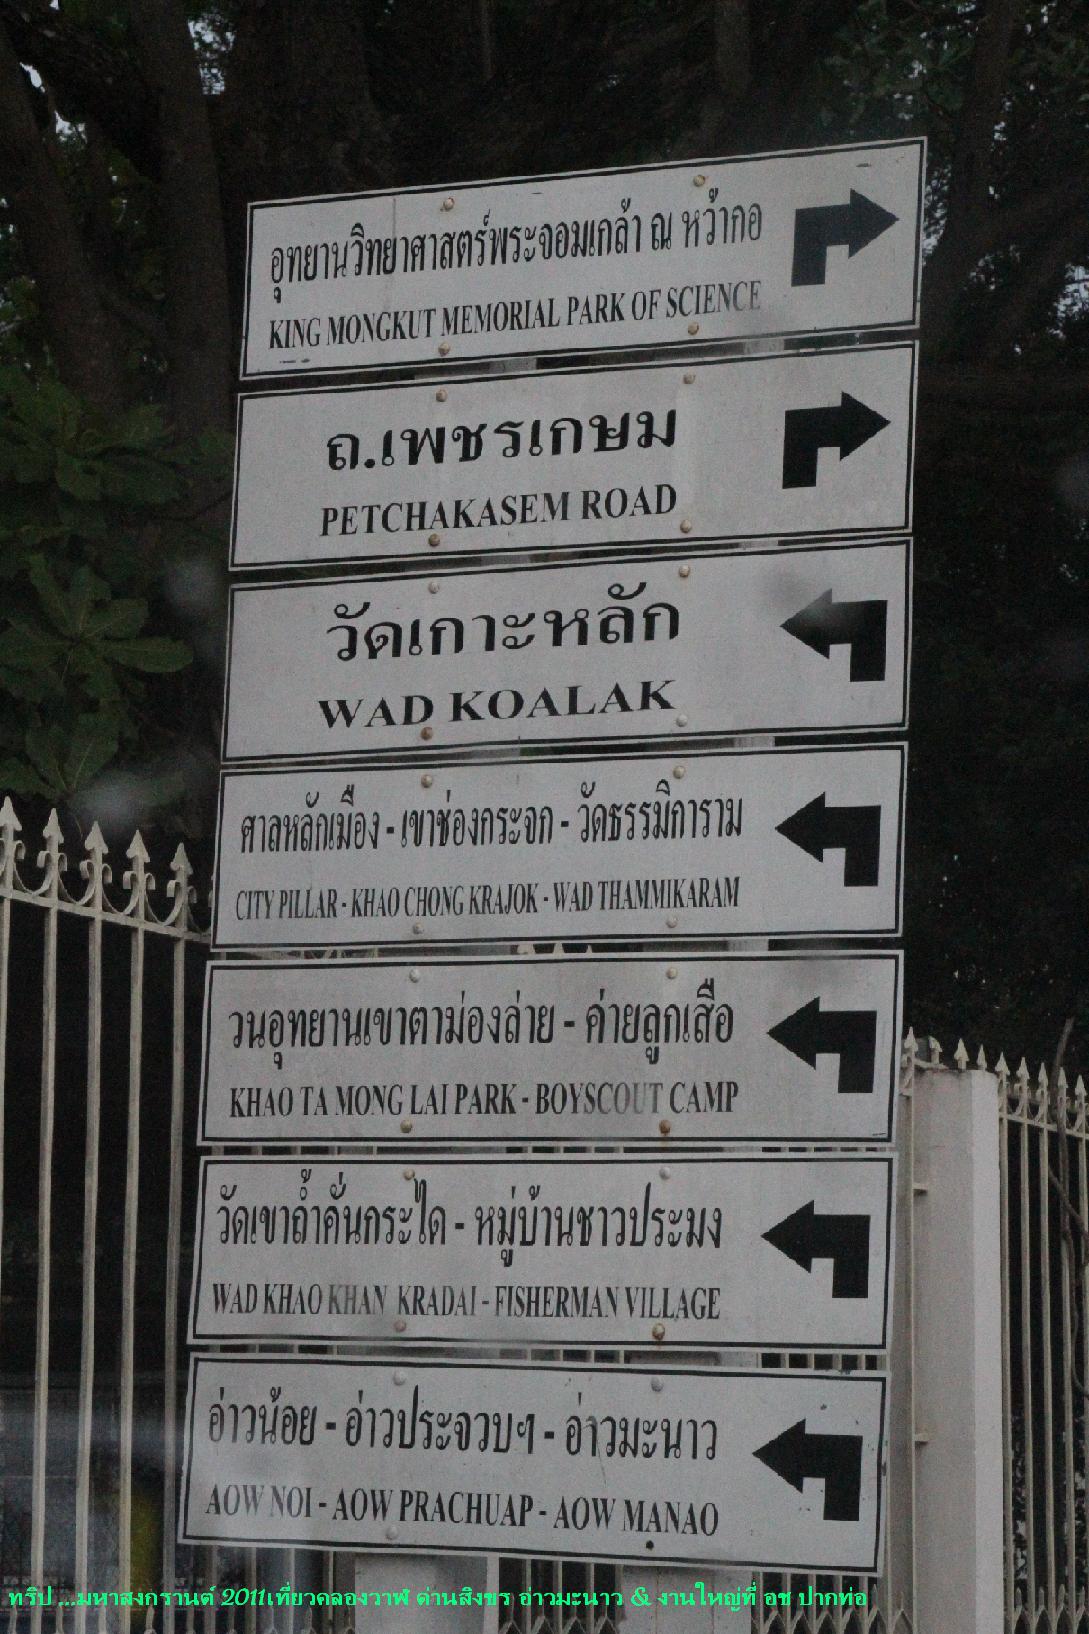 อุทยานวิทยาศาสตร์พระจอมเกล้า ณ หว้ากอ
KING MONGKUT MEMORIAL PARK OF SCIENCE
ถ.เพชรเกษม
PETCHAKASEM ROAD
วัดเกาะหลัก
WAD KOALAK
ศาลหลักเมือง - เขาช่องกระจก - วัดธรรมิการาม
CITY PILLAR - KHAO CHONG KRAJOK - WAD THAMMIKARAM
วนอุทยานเขาตาม่องล่าย - ค่ายลูกเสือ
KHAO TA MONG LAI PARK - BOYSCOUT CAMP
วัดเขาถ้ำคั่นกระได - หมู่บ้านชาวประมง
WAD KHAO KHAN KRADAI - FISHERMAN VILLAGE
อ่าวน้อย - อ่าวประจวบฯ - อ่าวมะนาว
AOW NOI - AOW PRACHUAP - AOW MANAO
ทริป ...มหาสงกรานต์ 2011เที่ยวคลองวาฬ ด่านสิงขร อ่าวมะนาว & งานใหญ่ที่ อช ปากท่อ